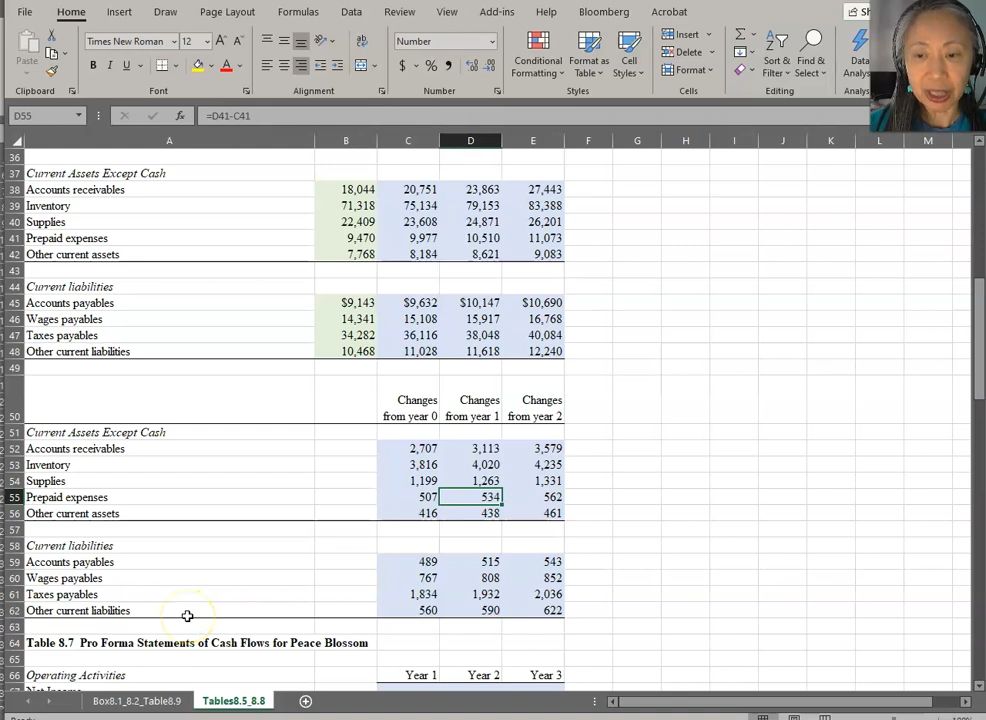 File Home Insert Draw Page Layout Formulas Data Review View Add-ins Help Bloomberg Acrobat
Times New Roman 12 Number Insert Delete Format
Paste Conditional Formatting Format as Table Cell Styles Sort & Filter Find & Select Data
Clipboard Font Alignment Number Styles Cells Editing
D55 fx =D41-C41
A B C D E F G H I J K L M
36
37 Current Assets Except Cash
38 Accounts receivables 18,044 20,751 23,863 27,443
39 Inventory 71,318 75,134 79,153 83,388
40 Supplies 22,409 23,608 24,871 26,201
41 Prepaid expenses 9,470 9,977 10,510 11,073
42 Other current assets 7,768 8,184 8,621 9,083
43
44 Current liabilities
45 Accounts payables $9,143 $9,632 $10,147 $10,690
46 Wages payables 14,341 15,108 15,917 16,768
47 Taxes payables 34,282 36,116 38,048 40,084
48 Other current liabilities 10,468 11,028 11,618 12,240
49
Changes Changes Changes
50 from year 0 from year 1 from year 2
51 Current Assets Except Cash
52 Accounts receivables 2,707 3,113 3,579
53 Inventory 3,816 4,020 4,235
54 Supplies 1,199 1,263 1,331
55 Prepaid expenses 507 534 562
56 Other current assets 416 438 461
57
58 Current liabilities
59 Accounts payables 489 515 543
60 Wages payables 767 808 852
61 Taxes payables 1,834 1,932 2,036
62 Other current liabilities 560 590 622
63
64 Table 8.7 Pro Forma Statements of Cash Flows for Peace Blossom
65
66 Operating Activities Year 1 Year 2 Year 3
Box8.1_8.2_Table8.9 Tables8.5_8.8